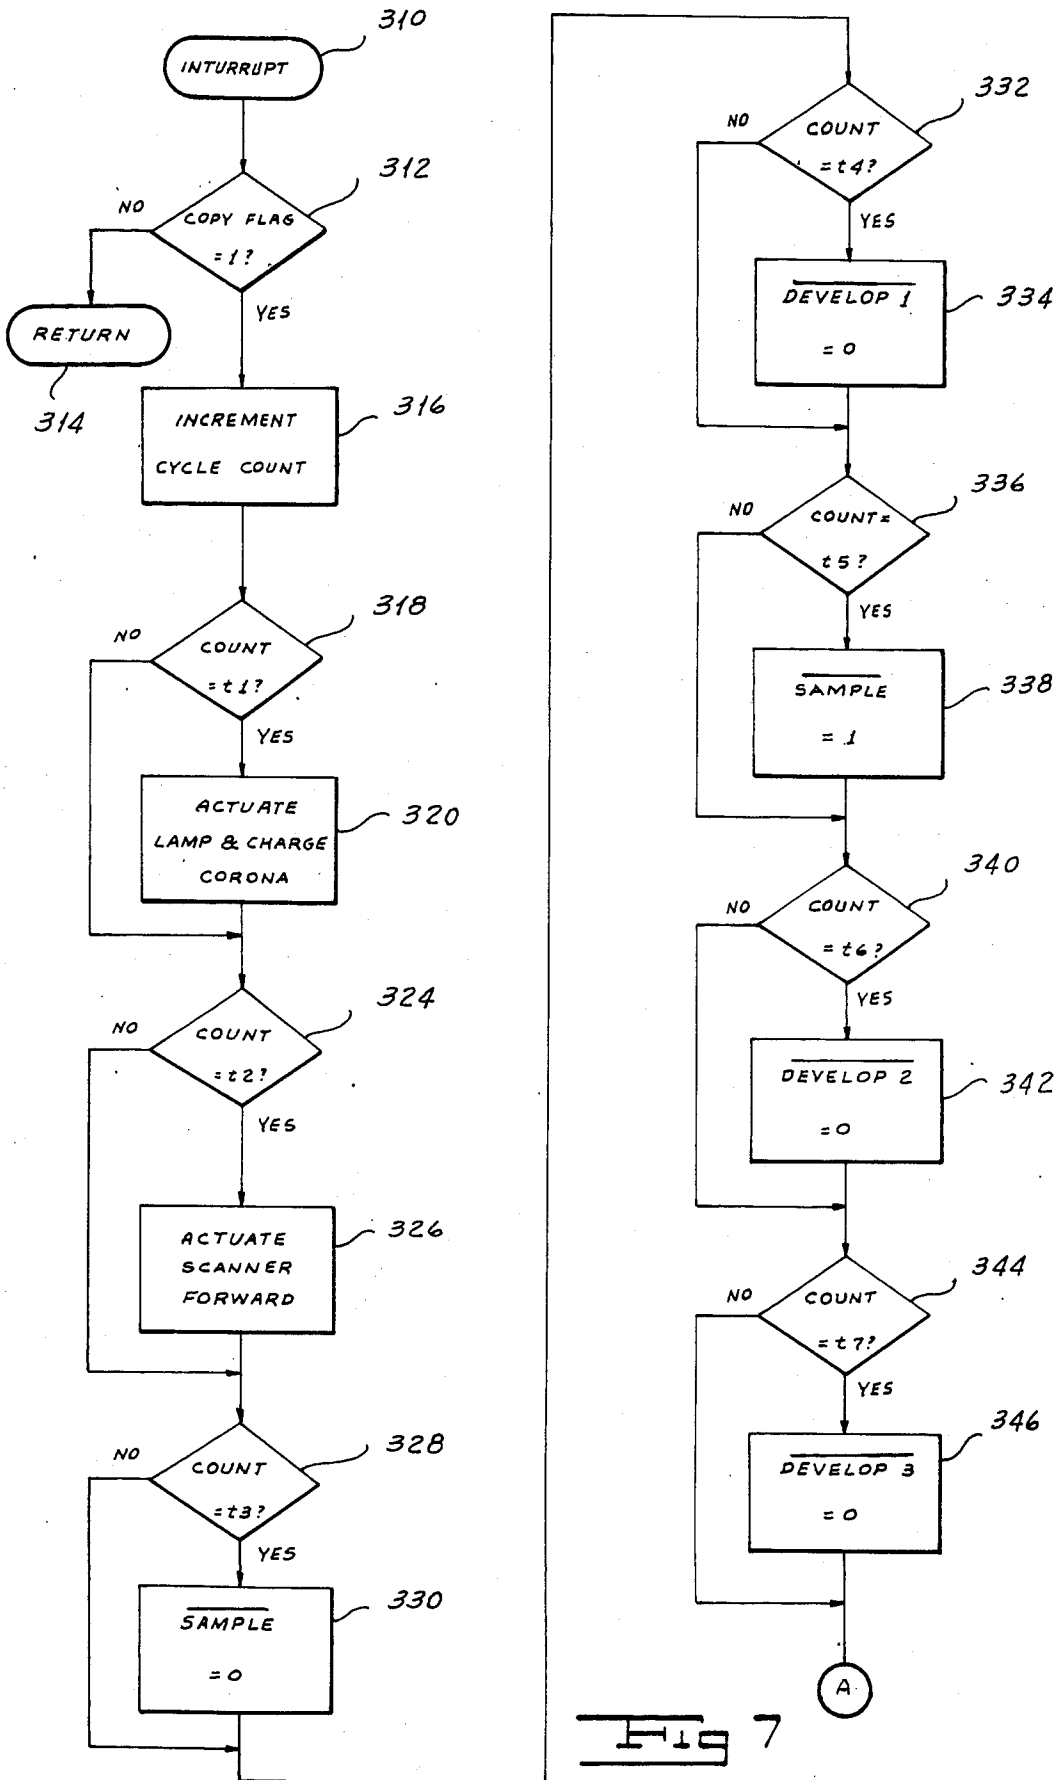 310
INTURRUPT
312
NO
COPY FLAG
= 1?
YES
RETURN
314
316
INCREMENT
CYCLE COUNT
318
NO
COUNT
= t1?
YES
320
ACTUATE
LAMP & CHARGE
CORONA
324
NO
COUNT
= t2?
YES
326
ACTUATE
SCANNER
FORWARD
328
NO
COUNT
= t3?
YES
330
SAMPLE
= 0
332
NO
COUNT
= t4?
YES
334
DEVELOP 1
= 0
336
NO
COUNT =
t5?
YES
338
SAMPLE
= 1
340
NO
COUNT
= t6?
YES
342
DEVELOP 2
= 0
344
NO
COUNT
= t7?
YES
346
DEVELOP 3
= 0
A
Fig 7